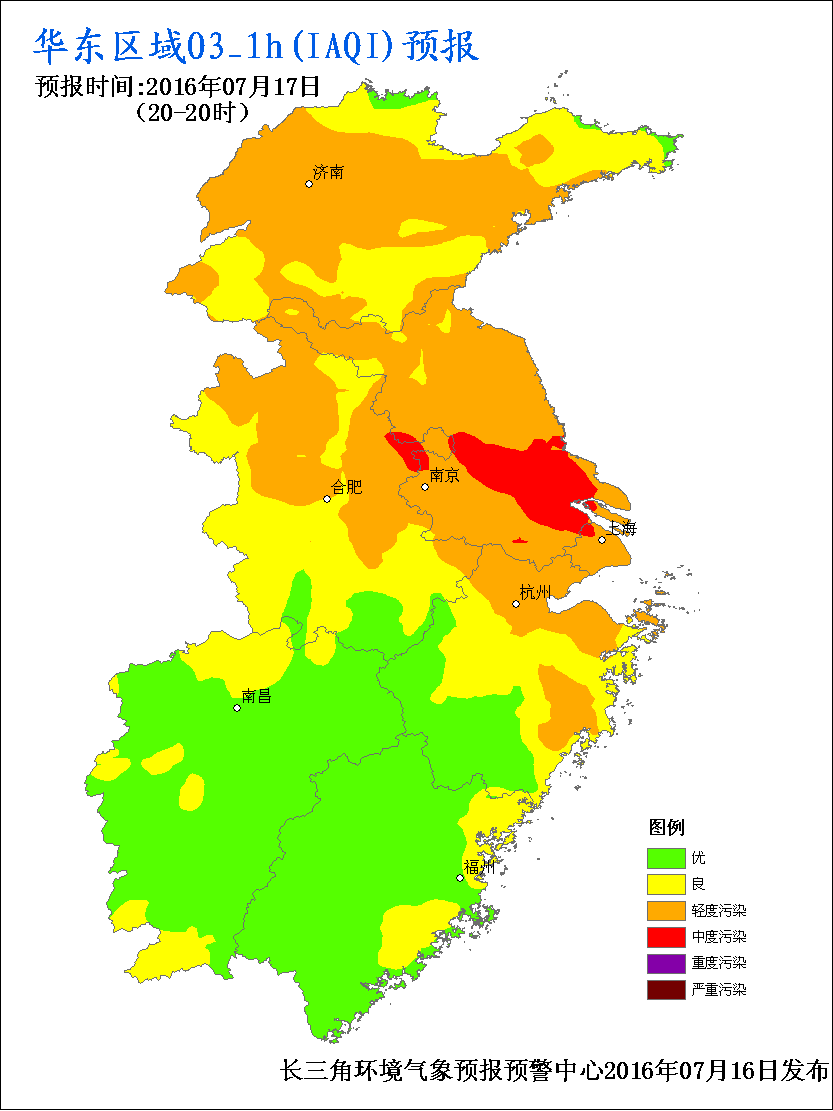 华东区域O3_1h(IAQI)预报
预报时间:2016年07月17日
(20-20时)
济南
南京
合肥
上海
杭州
南昌
福州
图例
优
良
轻度污染
中度污染
重度污染
严重污染
长三角环境气象预报预警中心2016年07月16日发布